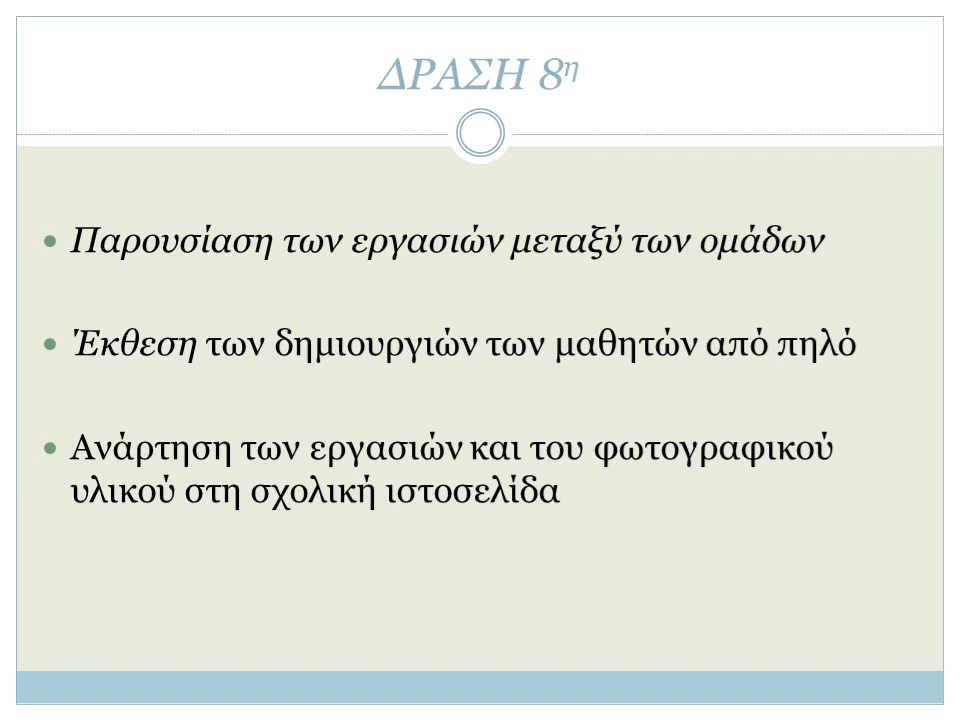 ΔΡΑΣΗ 8η
• Παρουσίαση των εργασιών μεταξύ των ομάδων
• Έκθεση των δημιουργιών των μαθητών από πηλό
• Ανάρτηση των εργασιών και του φωτογραφικού
υλικού στη σχολική ιστοσελίδα